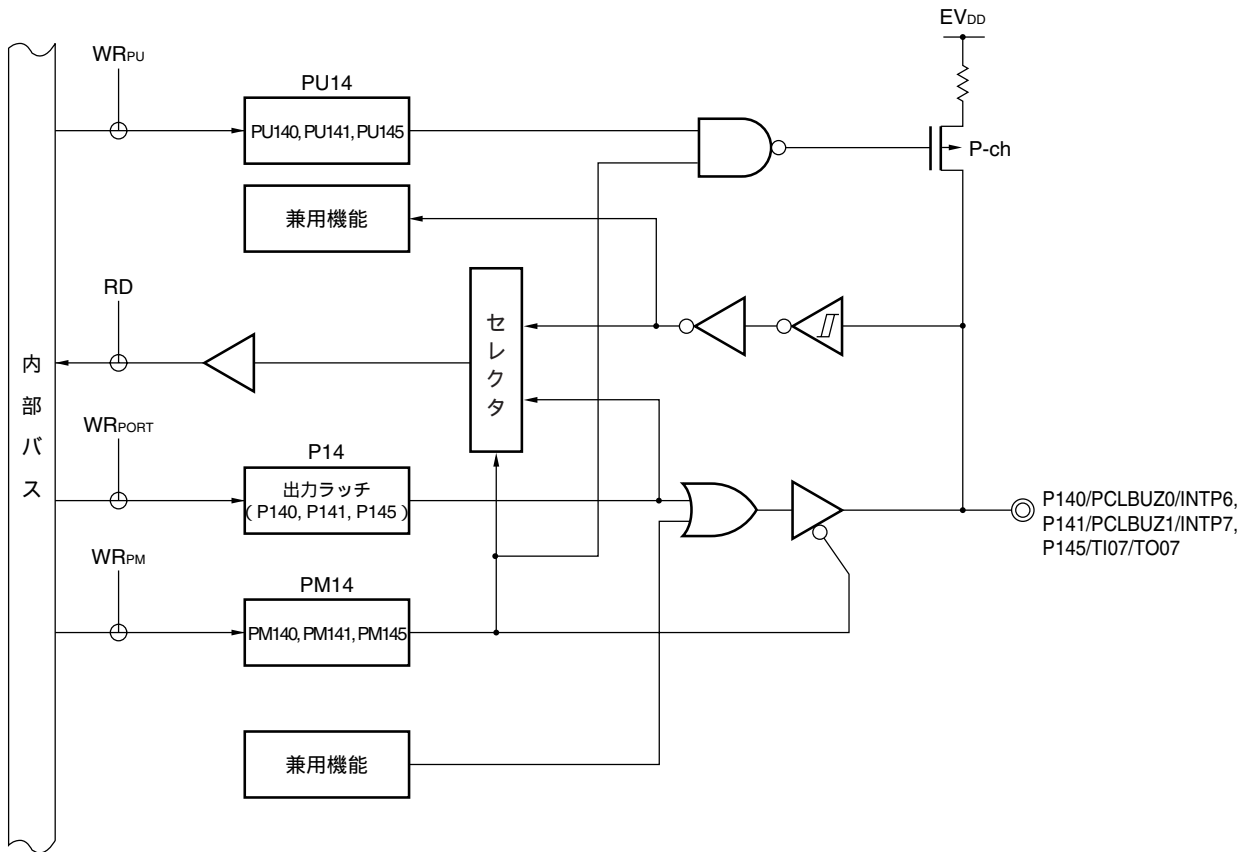 EVDD
WRPU
PU14
PU140, PU141, PU145
P-ch
兼用機能
RD
セレクタ
内部バス
WRPORT
P14
出力ラッチ
( P140, P141, P145 )
P140/PCLBUZ0/INTP6,
P141/PCLBUZ1/INTP7,
P145/TI07/TO07
WRPM
PM14
PM140, PM141, PM145
兼用機能